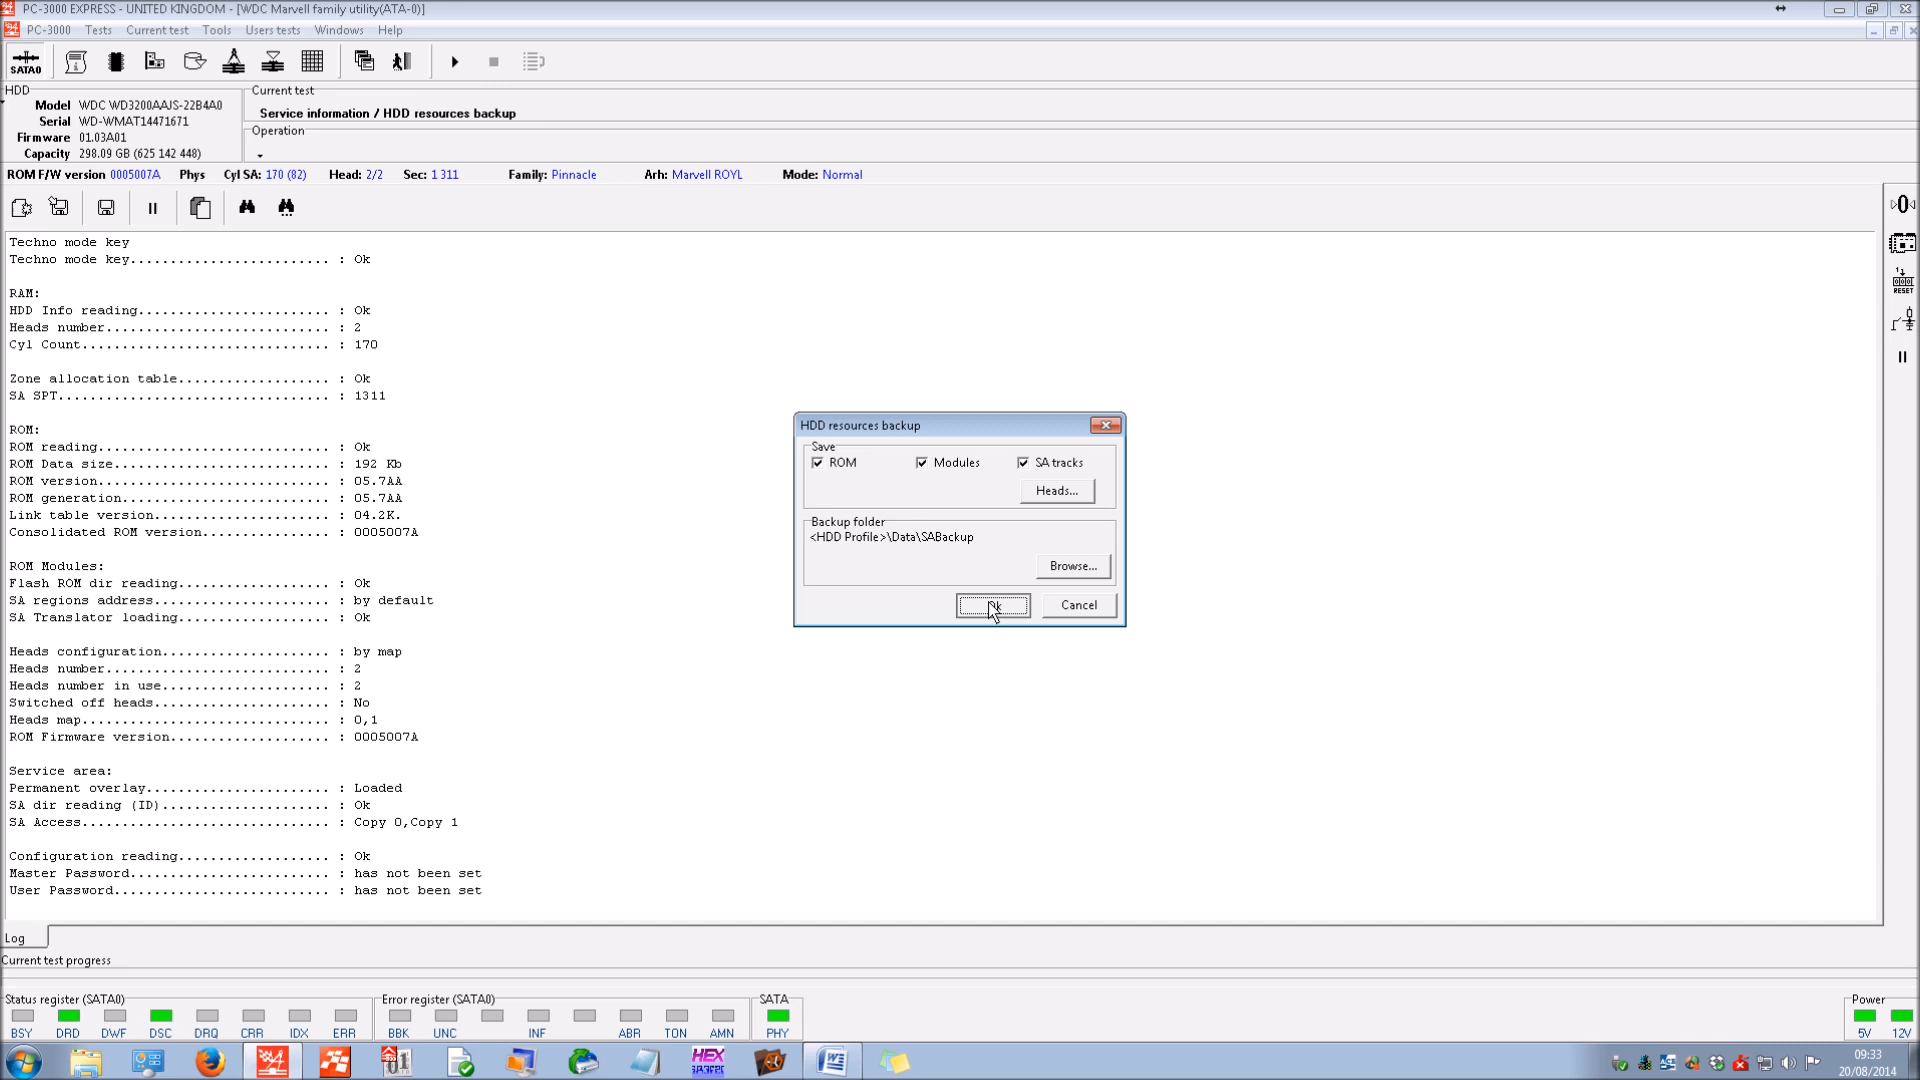 PC-3000 EXPRESS - UNITED KINGDOM - [WDC Marvell family utility(ATA-0)]
PC-3000 Tests Current test Tools Users tests Windows Help
SATA0
HDD
Model WDC WD3200AAJS-22B4A0
Serial WD-WMAT14471671
Firmware 01.03A01
Capacity 298.09 GB (625 142 448)
Current test
Service information / HDD resources backup
Operation
ROM F/W version 0005007A Phys Cyl SA: 170 (82) Head: 2/2 Sec: 1 311 Family: Pinnacle Arh: Marvell ROYL Mode: Normal
Techno mode key
Techno mode key......................... : Ok
RAM:
HDD Info reading........................ : Ok
Heads number............................ : 2
Cyl Count............................... : 170
Zone allocation table................... : Ok
SA SPT.................................. : 1311
ROM:
ROM reading............................. : Ok
ROM Data size........................... : 192 Kb
ROM version............................. : 05.7AA
ROM generation.......................... : 05.7AA
Link table version...................... : 04.2K.
Consolidated ROM version................ : 0005007A
ROM Modules:
Flash ROM dir reading................... : Ok
SA regions address...................... : by default
SA Translator loading................... : Ok
Heads configuration..................... : by map
Heads number............................ : 2
Heads number in use..................... : 2
Switched off heads...................... : No
Heads map............................... : 0,1
ROM Firmware version.................... : 0005007A
Service area:
Permanent overlay....................... : Loaded
SA dir reading (ID)..................... : Ok
SA Access............................... : Copy 0,Copy 1
Configuration reading................... : Ok
Master Password......................... : has not been set
User Password........................... : has not been set
HDD resources backup
Save
ROM Modules SA tracks
Heads...
Backup folder
<HDD Profile>\Data\SABackup
Browse...
Cancel
RESET
Log
Current test progress
Status register (SATA0) Error register (SATA0) SATA Power
BSY DRD DWF DSC DRQ CRR IDX ERR BBK UNC INF ABR TON AMN PHY 5V 12V
HEX
09:33
20/08/2014